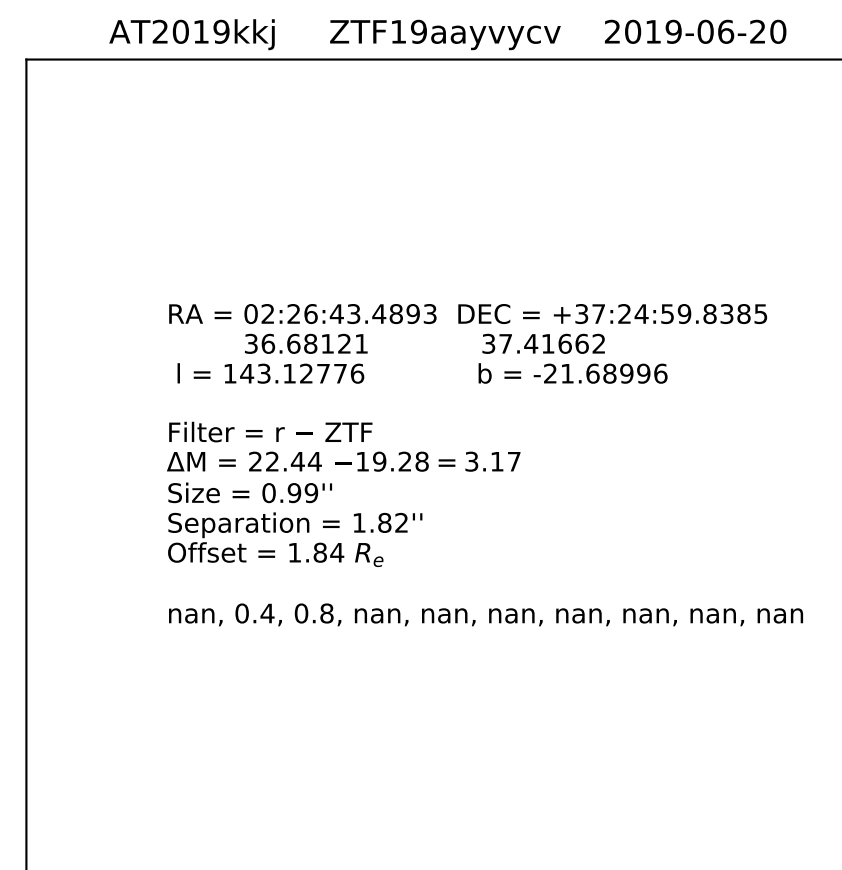 AT2019kkj ZTF19aayvycv 2019-06-20
RA = 02:26:43.4893 DEC = +37:24:59.8385
36.68121 37.41662
l = 143.12776 b = -21.68996
Filter = r − ZTF
ΔM = 22.44 −19.28 = 3.17
Size = 0.99''
Separation = 1.82''
Offset = 1.84 Rₑ
nan, 0.4, 0.8, nan, nan, nan, nan, nan, nan, nan